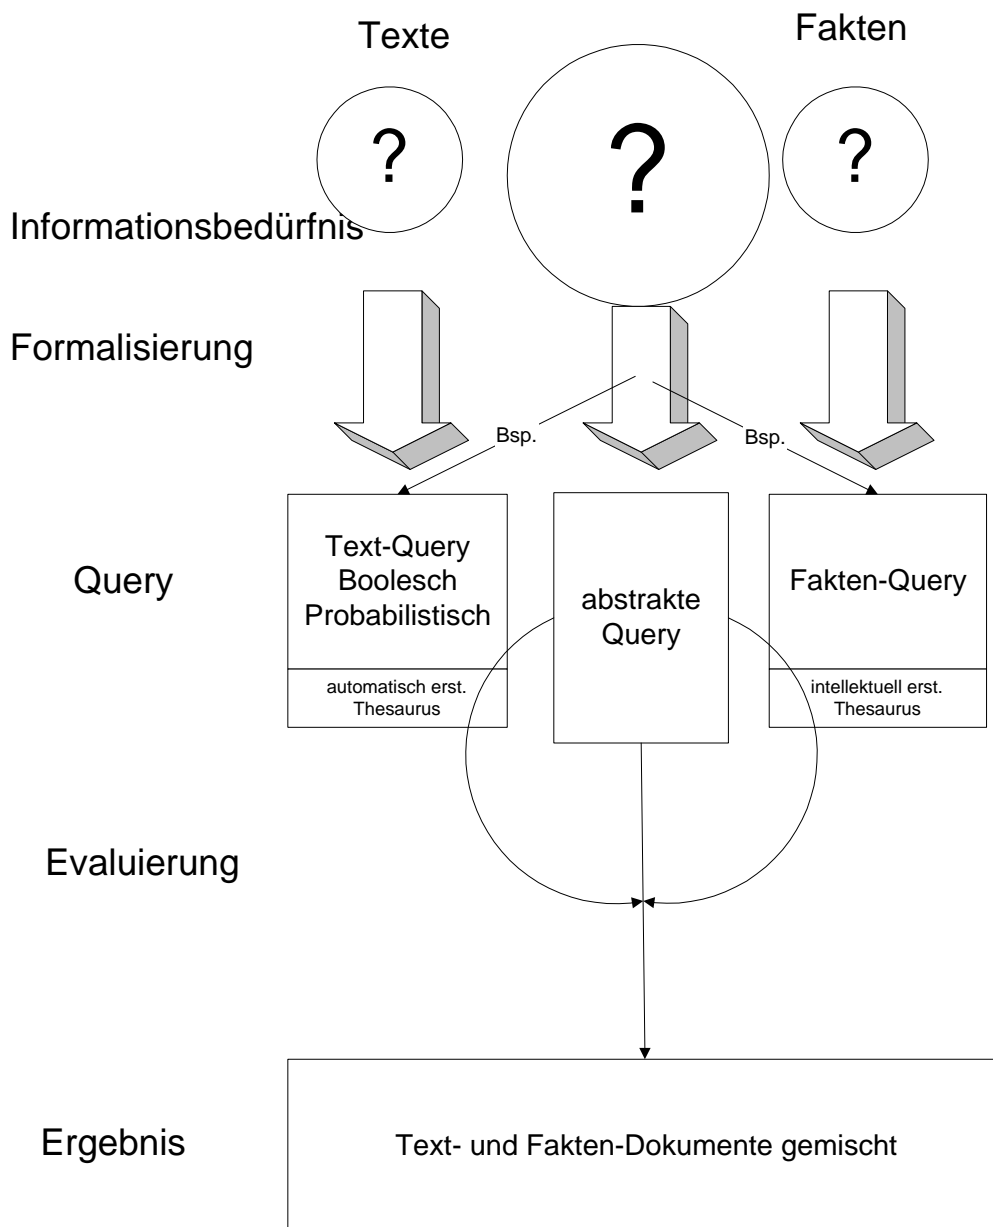 Texte
Fakten
?
?
?
Informationsbedürfnis
Formalisierung
Bsp.
Bsp.
Query
Text-Query
Boolesch
Probabilistisch
automatisch erst.
Thesaurus
abstrakte
Query
Fakten-Query
intellektuell erst.
Thesaurus
Evaluierung
Ergebnis
Text- und Fakten-Dokumente gemischt